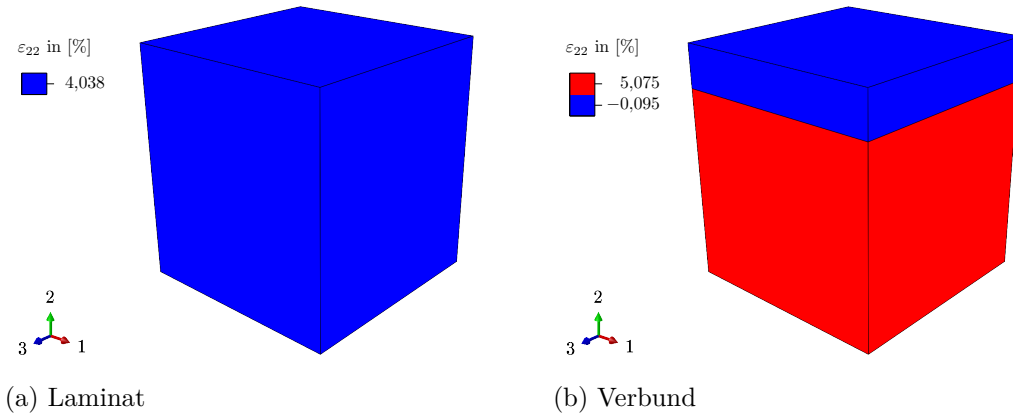 ε₂₂ in [%]
4,038
2
3
1
(a) Laminat
ε₂₂ in [%]
5,075
−0,095
2
3
1
(b) Verbund